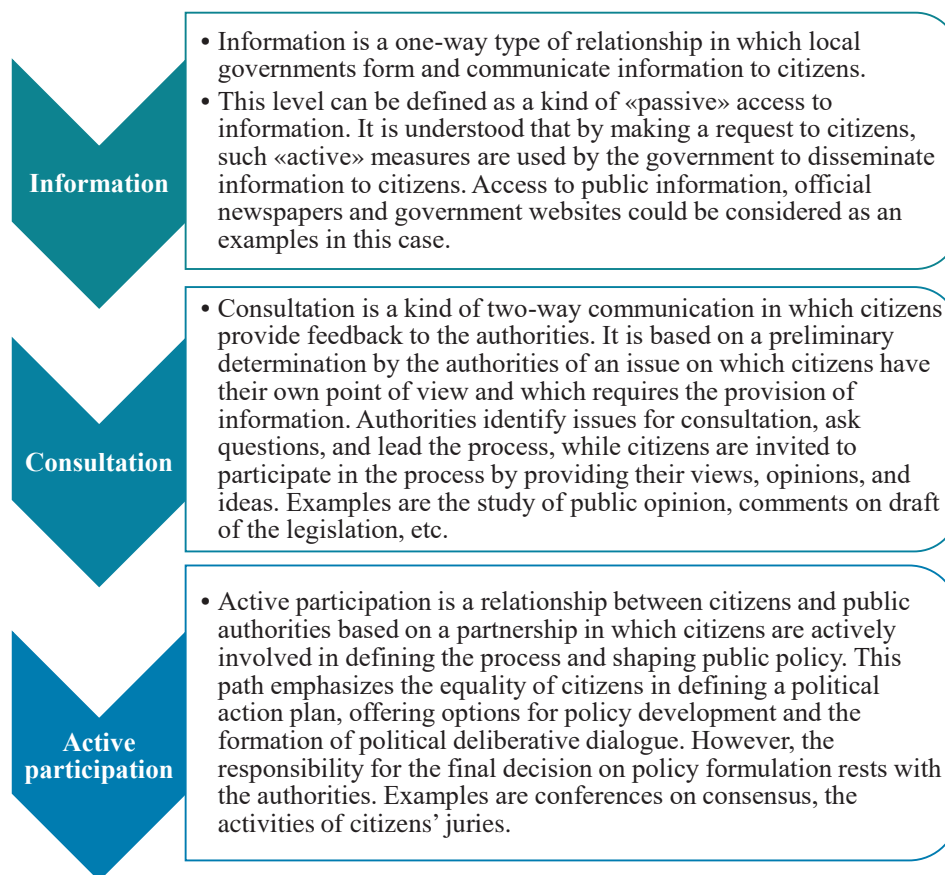 Information
• Information is a one-way type of relationship in which local
governments form and communicate information to citizens.
• This level can be defined as a kind of «passive» access to
information. It is understood that by making a request to citizens,
such «active» measures are used by the government to disseminate
information to citizens. Access to public information, official
newspapers and government websites could be considered as an
examples in this case.
Consultation
• Consultation is a kind of two-way communication in which citizens
provide feedback to the authorities. It is based on a preliminary
determination by the authorities of an issue on which citizens have
their own point of view and which requires the provision of
information. Authorities identify issues for consultation, ask
questions, and lead the process, while citizens are invited to
participate in the process by providing their views, opinions, and
ideas. Examples are the study of public opinion, comments on draft
of the legislation, etc.
Active
participation
• Active participation is a relationship between citizens and public
authorities based on a partnership in which citizens are actively
involved in defining the process and shaping public policy. This
path emphasizes the equality of citizens in defining a political
action plan, offering options for policy development and the
formation of political deliberative dialogue. However, the
responsibility for the final decision on policy formulation rests with
the authorities. Examples are conferences on consensus, the
activities of citizens’ juries.